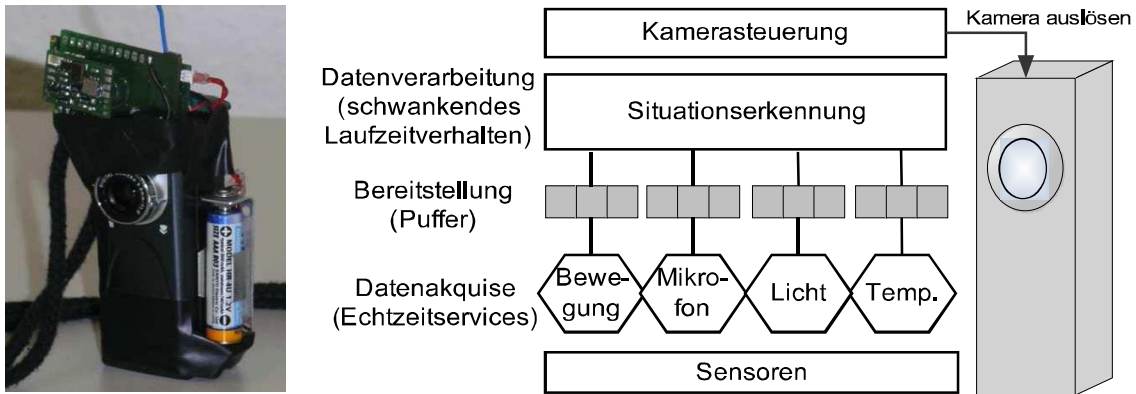 Kamerasteuerung
Kamera auslösen
Datenverarbeitung
(schwankendes
Laufzeitverhalten)
Situationserkennung
Bereitstellung
(Puffer)
Datenakquise
(Echtzeitservices)
Bewe-
gung
Mikro-
fon
Licht
Temp.
Sensoren